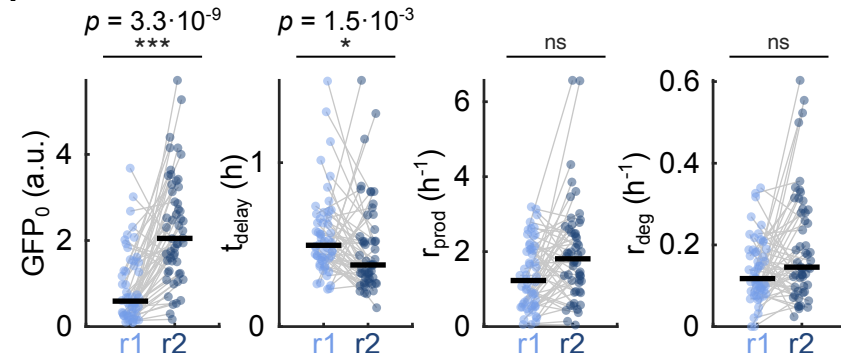 p = 3.3·10⁻⁹
***
GFP₀ (a.u.)
4
2
0
r1 r2
p = 1.5·10⁻³
*
t_delay (h)
1
0
r1 r2
ns
r_prod (h⁻¹)
6
4
2
0
r1 r2
ns
r_deg (h⁻¹)
0.6
0.4
0.2
0
r1 r2